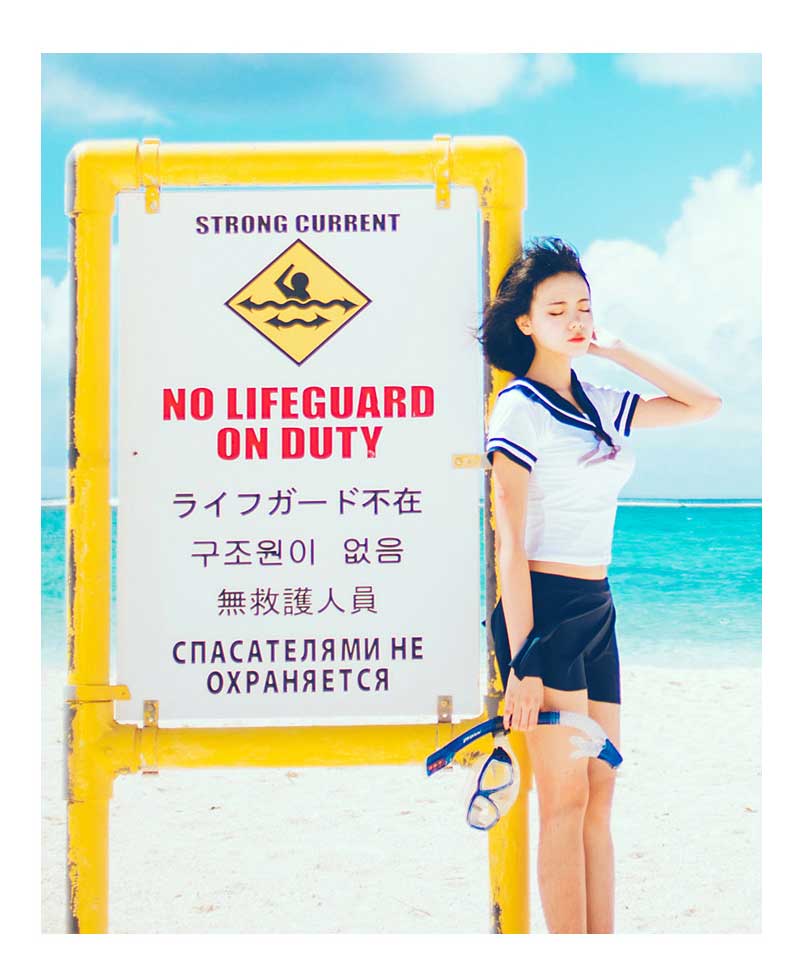 STRONG CURRENT
NO LIFEGUARD
ON DUTY
ライフガード不在
구조원이 없음
無救護人員
СПАСАТЕЛЯМИ НЕ
ОХРАНЯЕТСЯ